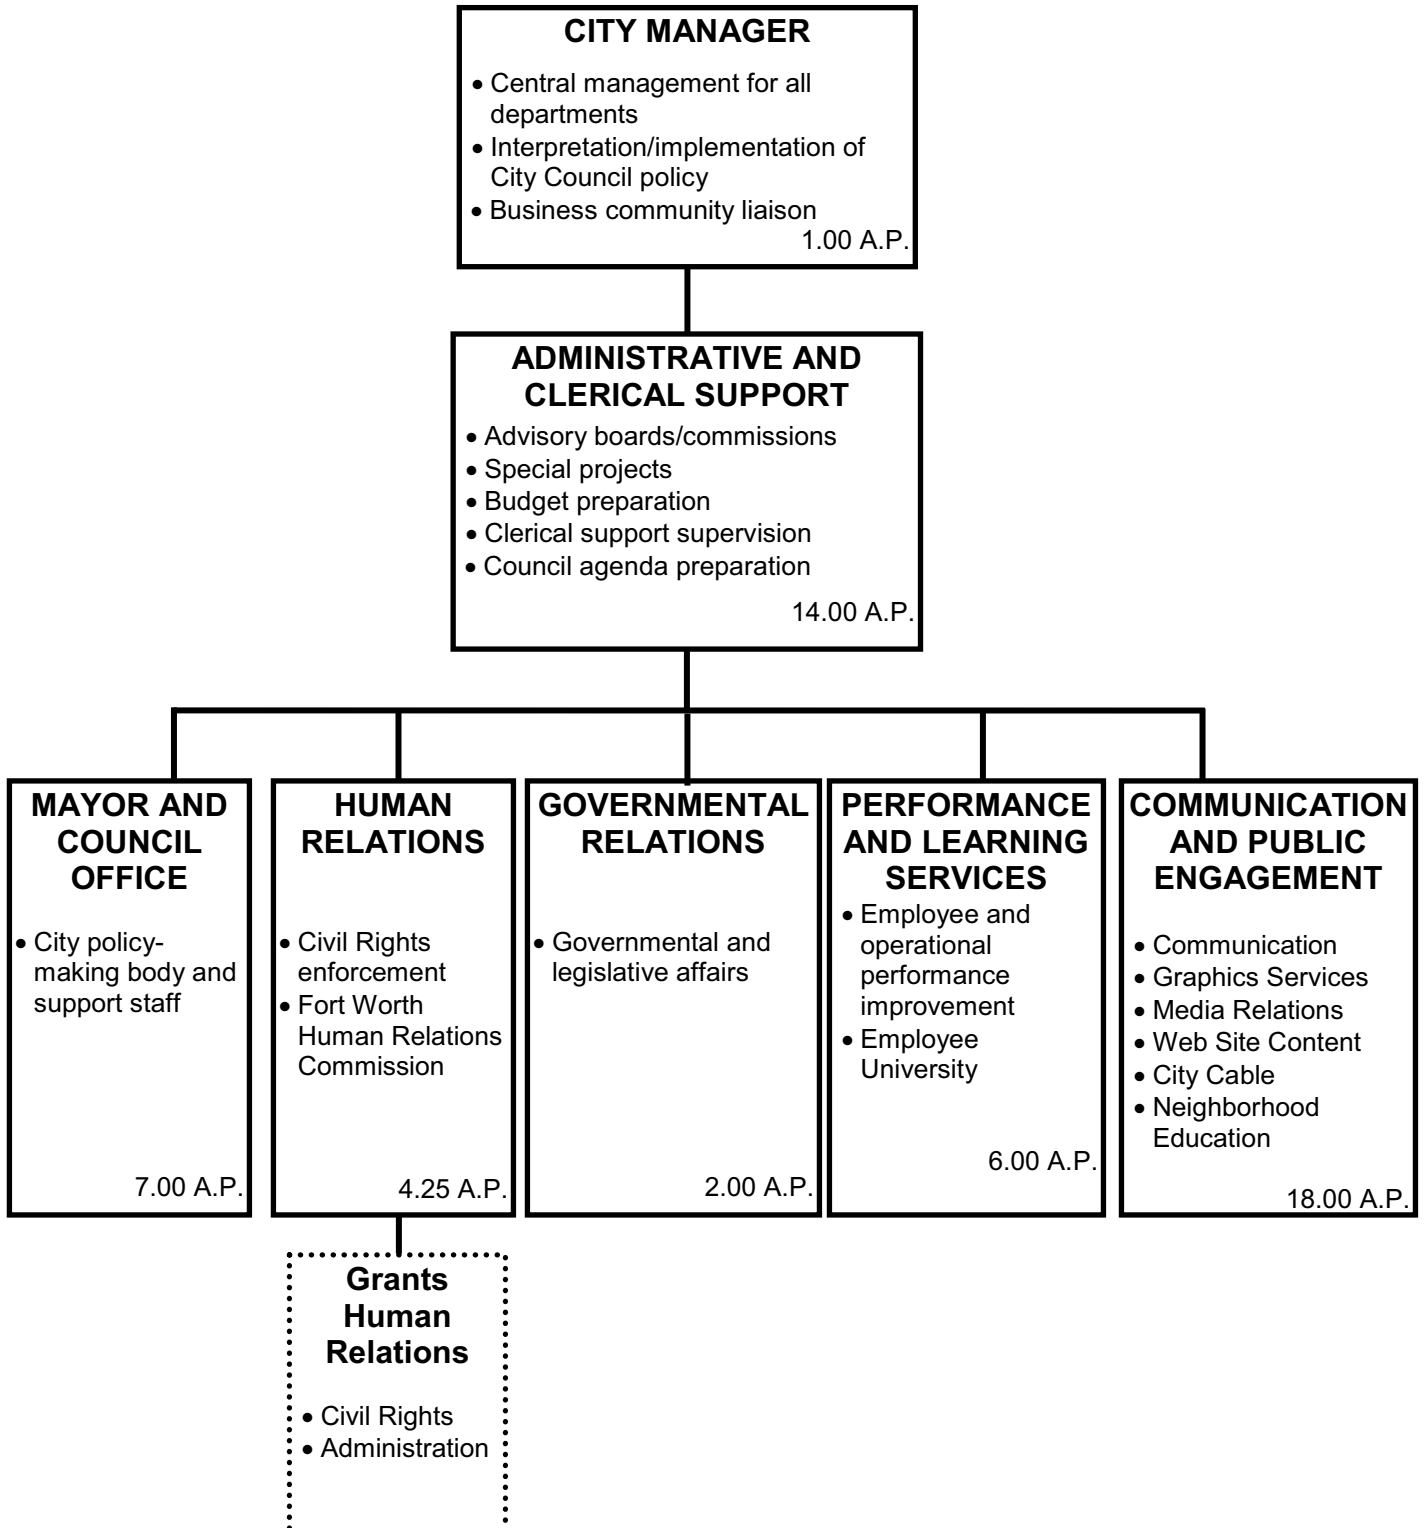 CITY MANAGER
• Central management for all
departments
• Interpretation/implementation of
City Council policy
• Business community liaison
1.00 A.P.
ADMINISTRATIVE AND
CLERICAL SUPPORT
• Advisory boards/commissions
• Special projects
• Budget preparation
• Clerical support supervision
• Council agenda preparation
14.00 A.P.
MAYOR AND
COUNCIL
OFFICE
• City policy-
making body and
support staff
7.00 A.P.
HUMAN
RELATIONS
• Civil Rights
enforcement
• Fort Worth
Human Relations
Commission
4.25 A.P.
GOVERNMENTAL
RELATIONS
• Governmental and
legislative affairs
2.00 A.P.
PERFORMANCE
AND LEARNING
SERVICES
• Employee and
operational
performance
improvement
• Employee
University
6.00 A.P.
COMMUNICATION
AND PUBLIC
ENGAGEMENT
• Communication
• Graphics Services
• Media Relations
• Web Site Content
• City Cable
• Neighborhood
Education
18.00 A.P.
Grants
Human
Relations
• Civil Rights
• Administration